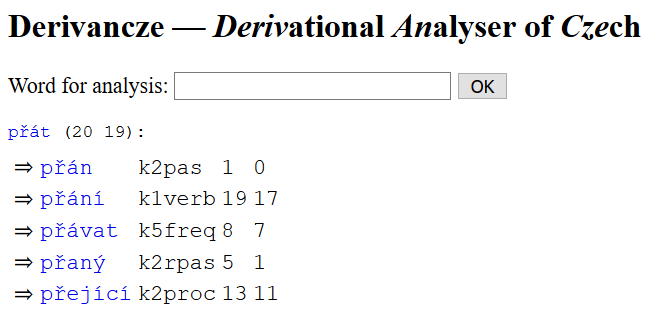 Derivancze — Derivational Analyser of Czech
Word for analysis: OK
přát (20 19):
⇒ přán k2pas 1 0
⇒ přání k1verb 19 17
⇒ přávat k5freq 8 7
⇒ přaný k2rpas 5 1
⇒ přející k2proc 13 11